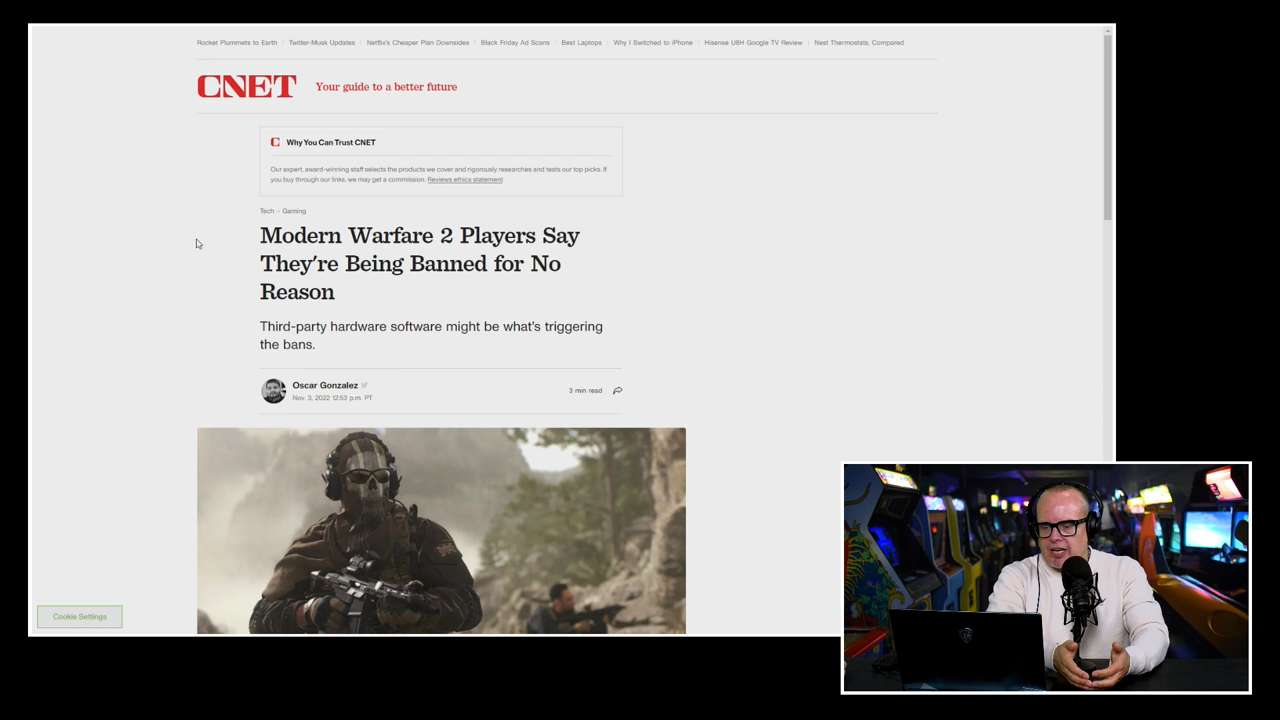 Rocket Plummets to Earth
Twitter-Musk Updates
Netflix's Cheaper Plan Downsides
Black Friday Ad Scans
Best Laptops
Why I Switched to iPhone
Hisense U8H Google TV Review
Nest Thermostats, Compared
CNET
Your guide to a better future
Why You Can Trust CNET
Our expert, award-winning staff selects the products we cover and rigorously researches and tests our top picks. If
you buy through our links, we may get a commission. Reviews ethics statement
Tech · Gaming
Modern Warfare 2 Players Say
They're Being Banned for No
Reason
Third-party hardware software might be what's triggering
the bans.
Oscar Gonzalez
Nov. 3, 2022 12:53 p.m. PT
3 min read
Cookie Settings